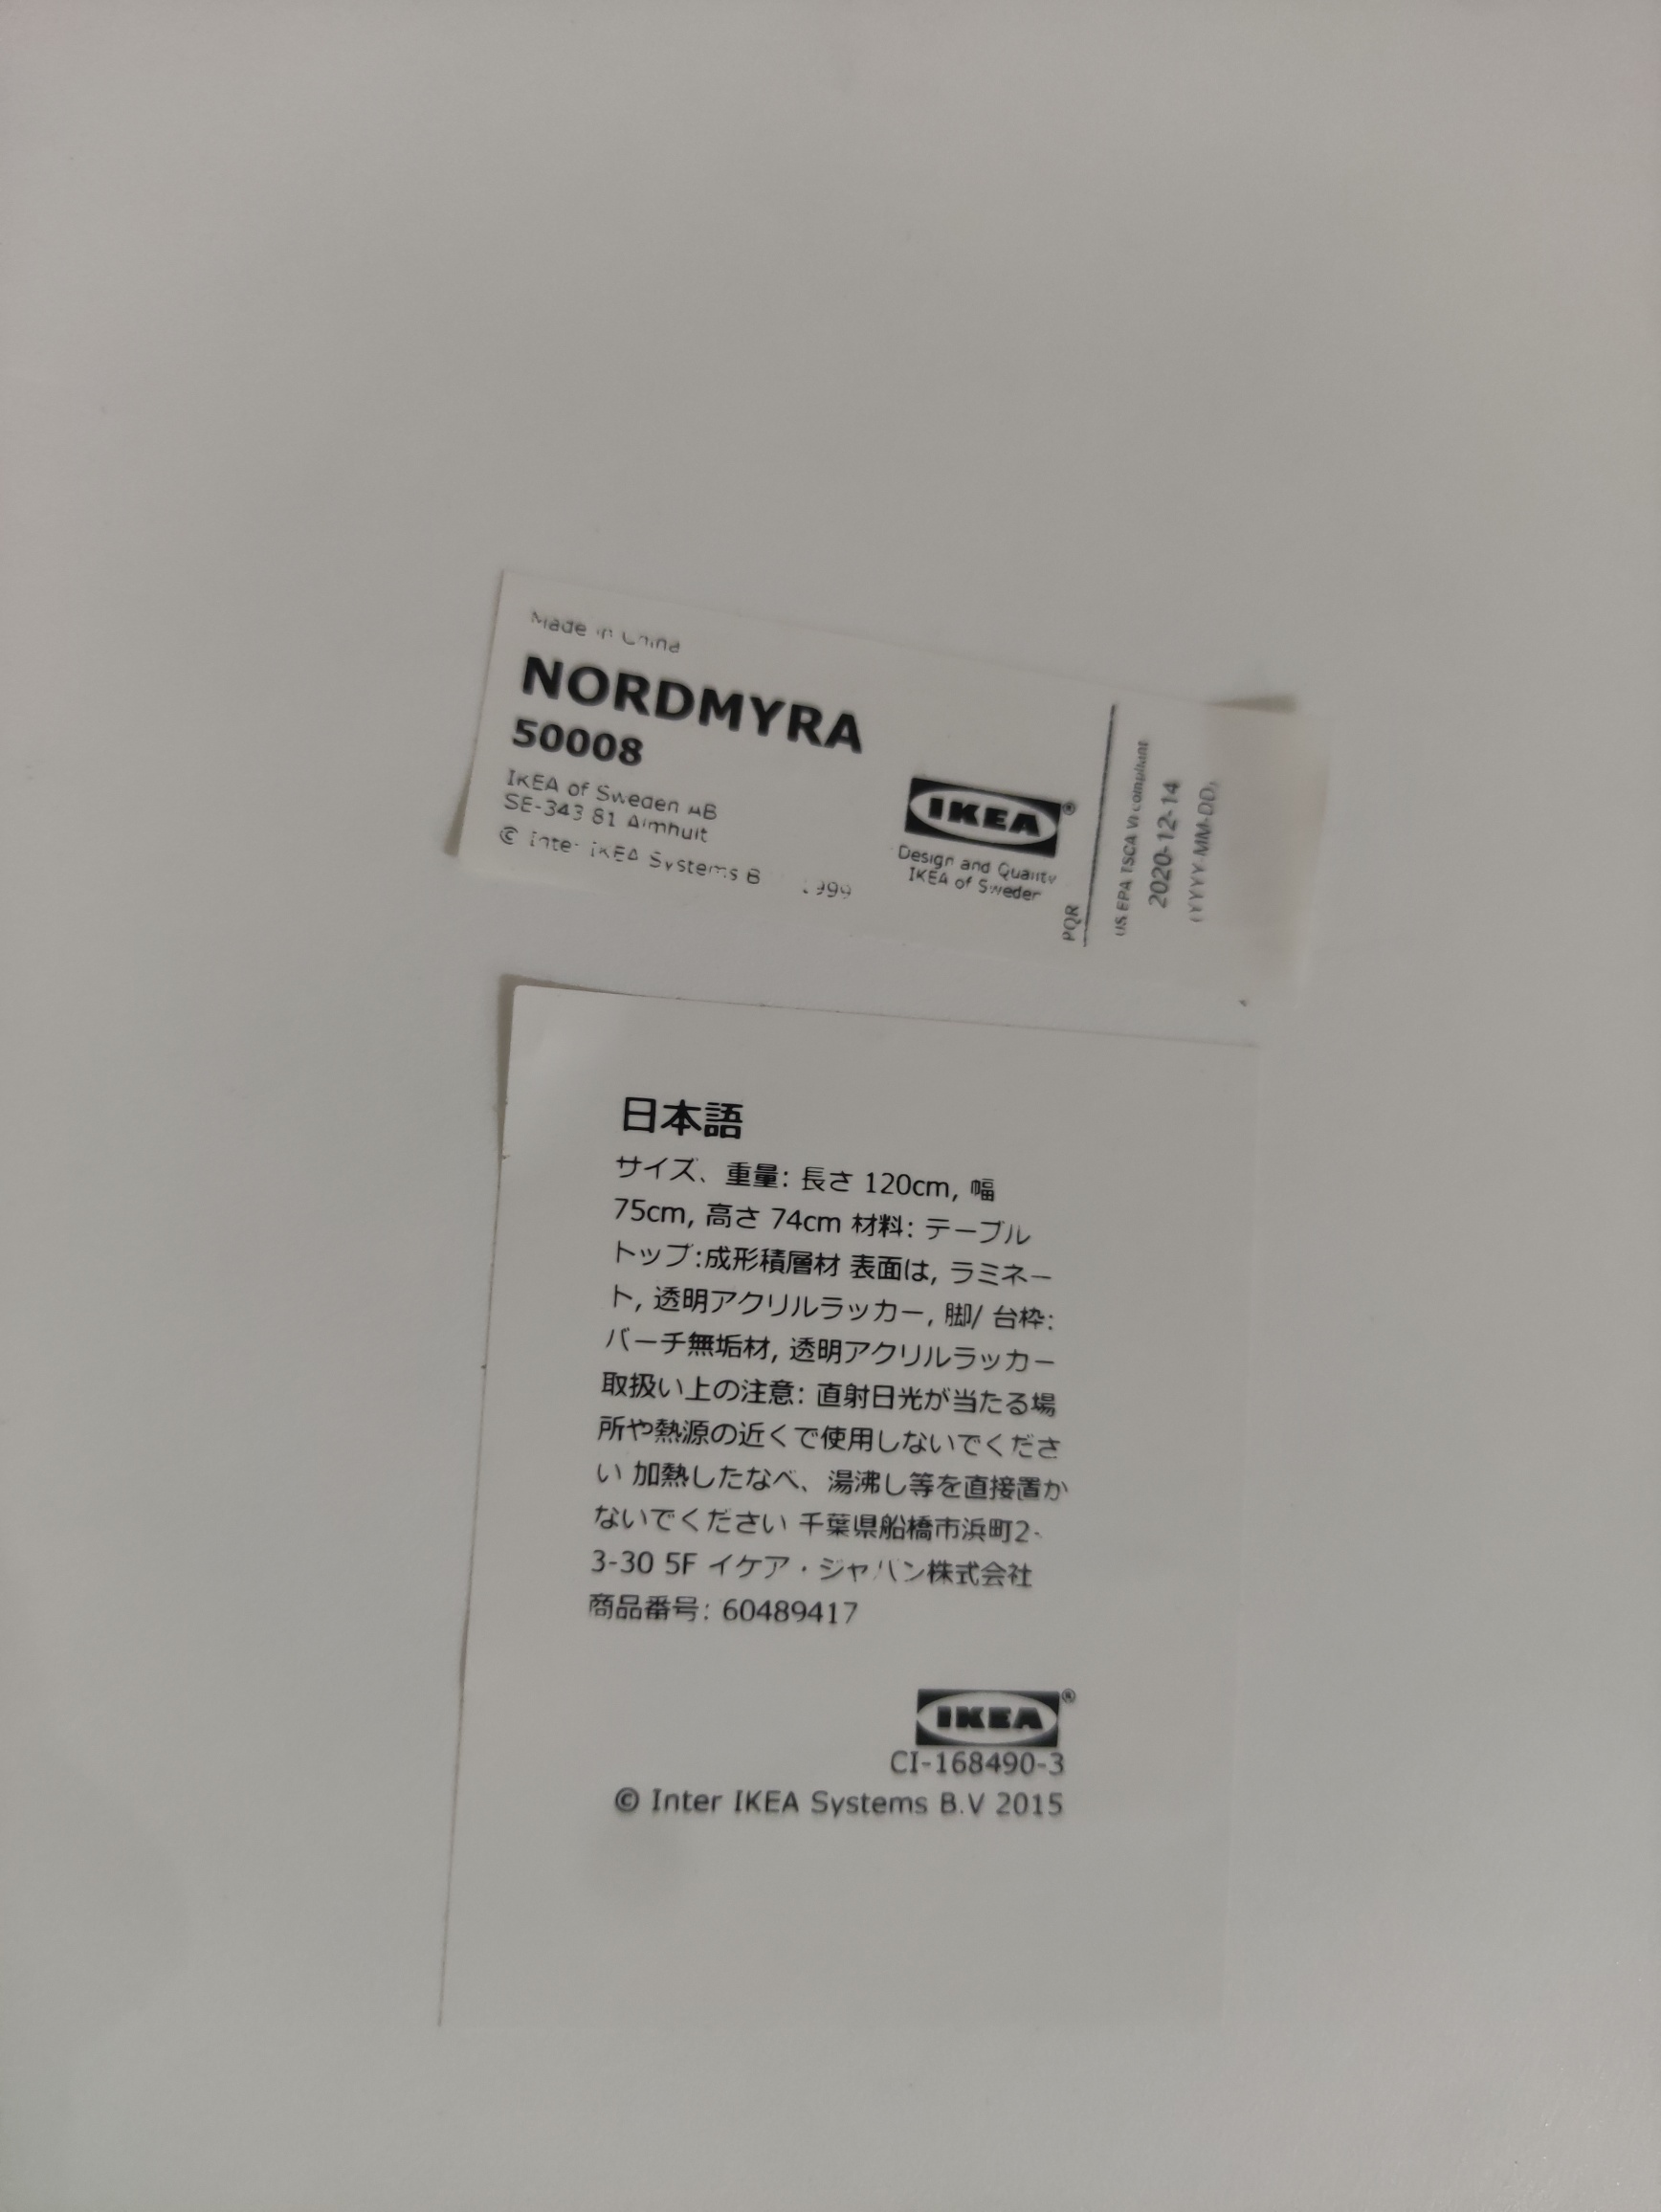 Made in China
NORDMYRA
50008
IKEA of Sweden AB
SE-343 81 Älmhult
© Inter IKEA Systems B 1999
IKEA®
Design and Quality
IKEA of Sweden
PQR
US EPA TSCA VI compliant
2020-12-14
(YYYY-MM-DD)
日本語
サイズ、重量: 長さ 120cm, 幅
75cm, 高さ 74cm 材料: テーブル
トップ:成形積層材 表面は, ラミネー
ト, 透明アクリルラッカー, 脚/ 台枠:
バーチ無垢材, 透明アクリルラッカー
取扱い上の注意: 直射日光が当たる場
所や熱源の近くで使用しないでくださ
い 加熱したなべ、湯沸し等を直接置か
ないでください 千葉県船橋市浜町2-
3-30 5F イケア・ジャパン株式会社
商品番号: 60489417
IKEA®
CI-168490-3
© Inter IKEA Systems B.V 2015